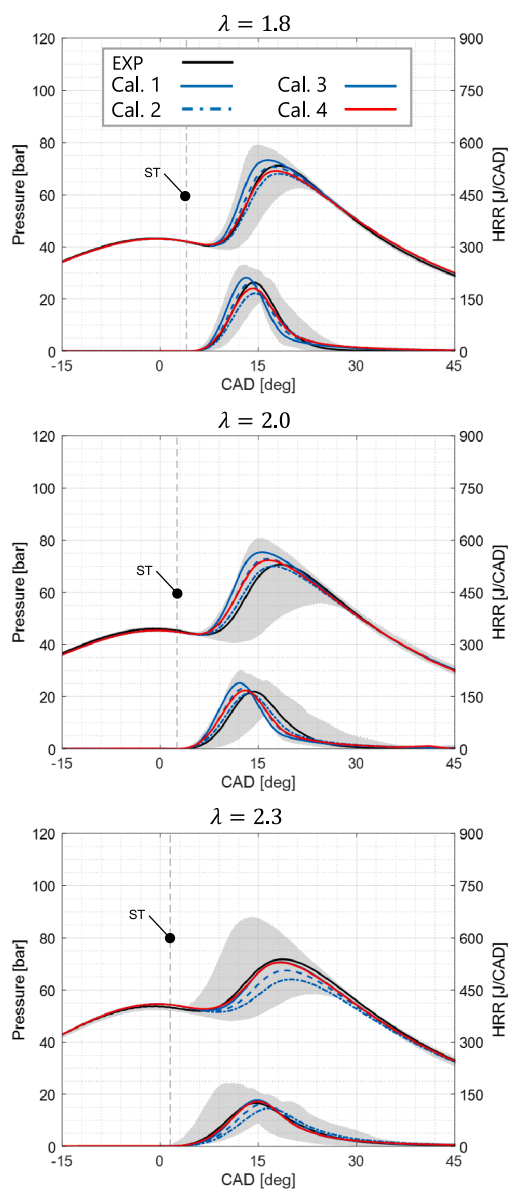 λ = 1.8
120
100
80
60
40
20
0
Pressure [bar]
EXP
Cal. 1
Cal. 3
Cal. 2
Cal. 4
ST
900
750
600
450
300
150
0
HRR [J/CAD]
-15
0
15
30
45
CAD [deg]
λ = 2.0
120
100
80
60
40
20
0
Pressure [bar]
ST
900
750
600
450
300
150
0
HRR [J/CAD]
-15
0
15
30
45
CAD [deg]
λ = 2.3
120
100
80
60
40
20
0
Pressure [bar]
ST
900
750
600
450
300
150
0
HRR [J/CAD]
-15
0
15
30
45
CAD [deg]